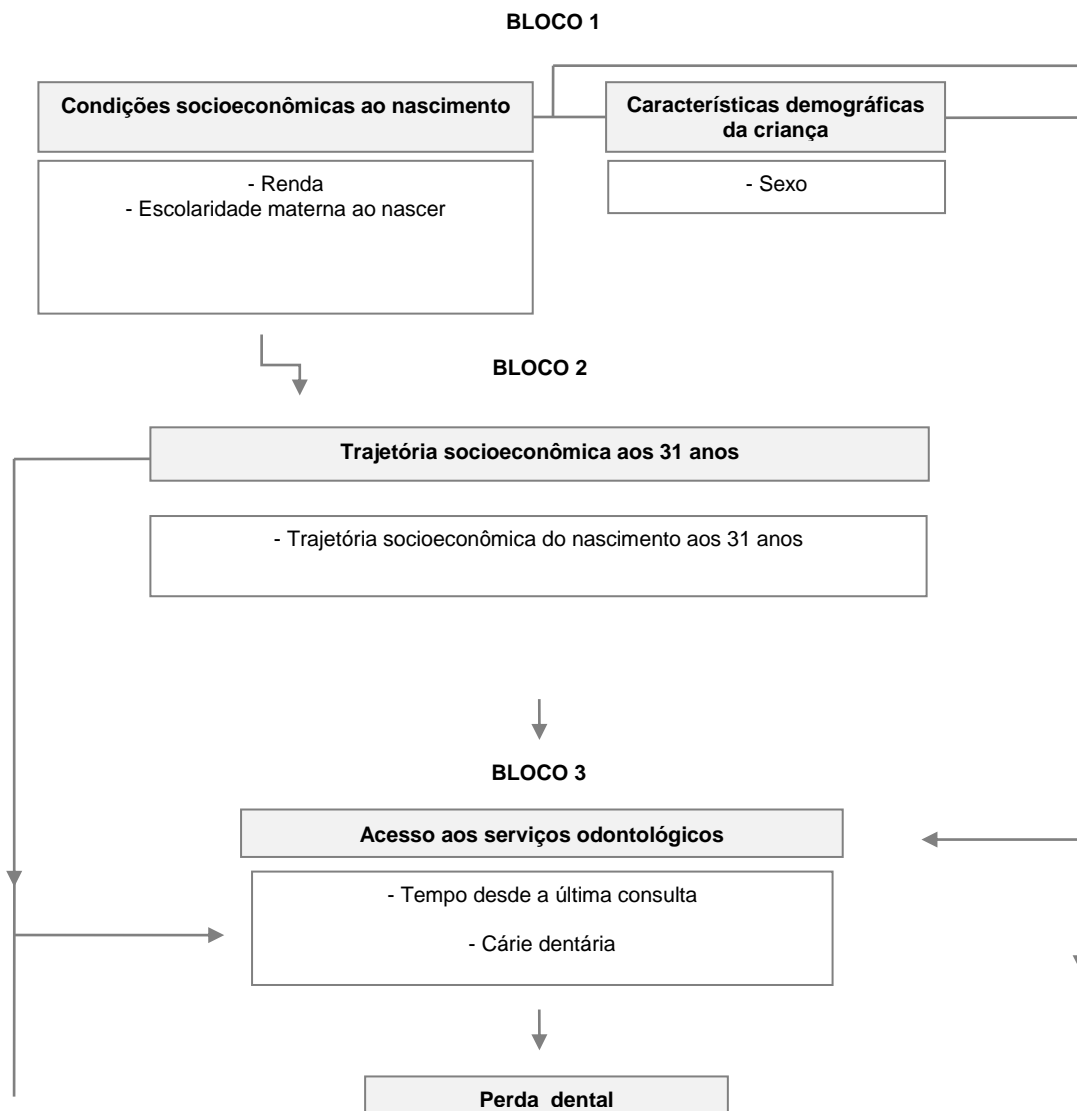 BLOCO 1
Condições socioeconômicas ao nascimento
Características demográficas
da criança
- Renda
- Escolaridade materna ao nascer
- Sexo
BLOCO 2
Trajetória socioeconômica aos 31 anos
- Trajetória socioeconômica do nascimento aos 31 anos
BLOCO 3
Acesso aos serviços odontológicos
- Tempo desde a última consulta
- Cárie dentária
Perda dental